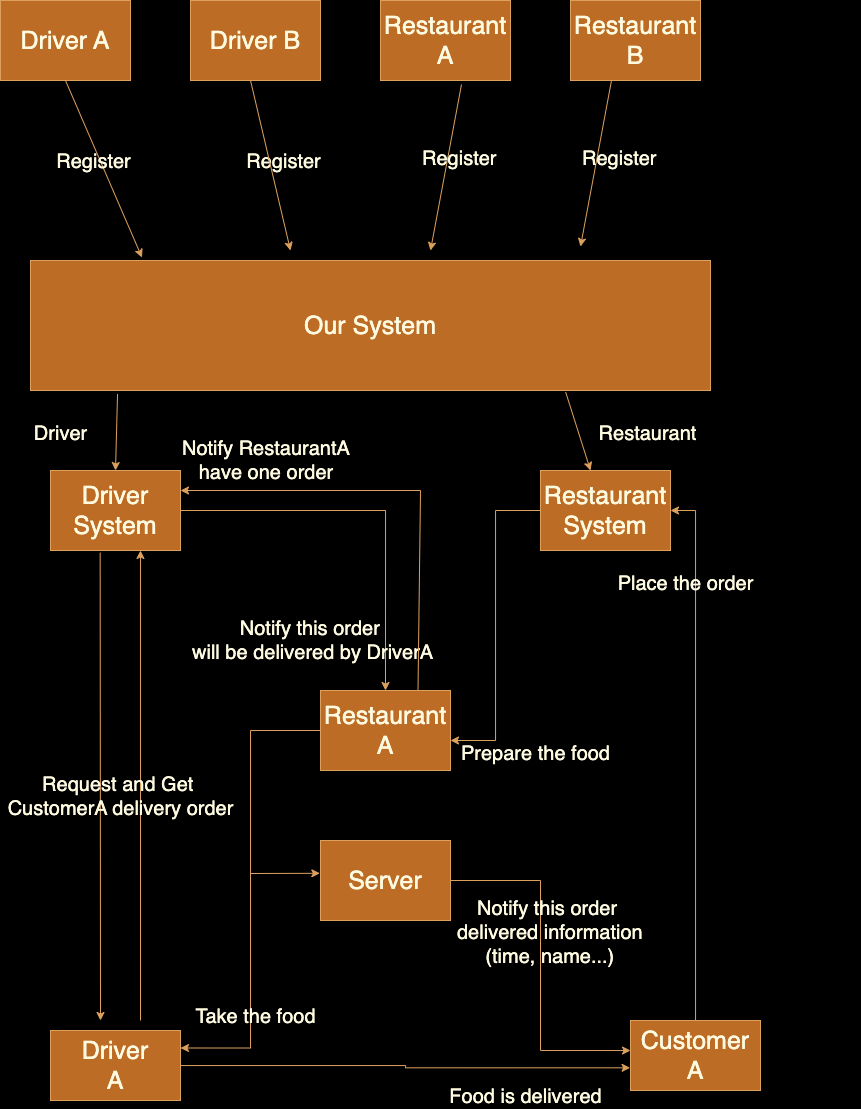 Driver A
Driver B
Restaurant
A
Restaurant
B
Register
Register
Register
Register
Our System
Driver
Restaurant
Notify RestaurantA
have one order
Driver
System
Restaurant
System
Place the order
Notify this order
will be delivered by DriverA
Restaurant
A
Prepare the food
Request and Get
CustomerA delivery order
Server
Notify this order
delivered information
(time, name...)
Take the food
Driver
A
Customer
A
Food is delivered